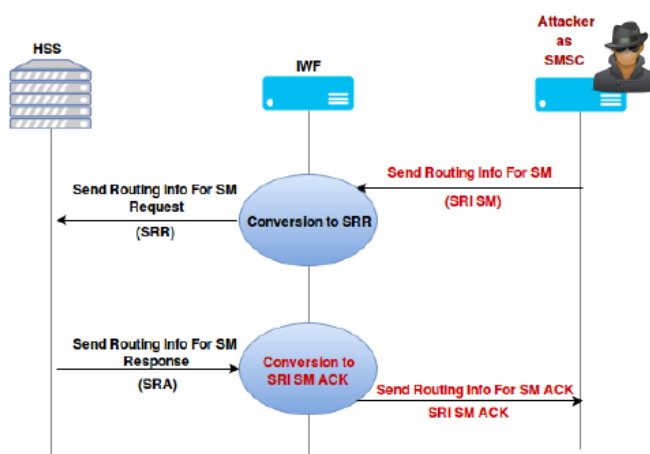 HSS
IWF
Attacker
as
SMSC
Send Routing Info For SM
Request
(SRR)
Conversion to SRR
Send Routing Info For SM
(SRI SM)
Send Routing Info For SM
Response
(SRA)
Conversion to
SRI SM ACK
Send Routing Info For SM ACK
SRI SM ACK